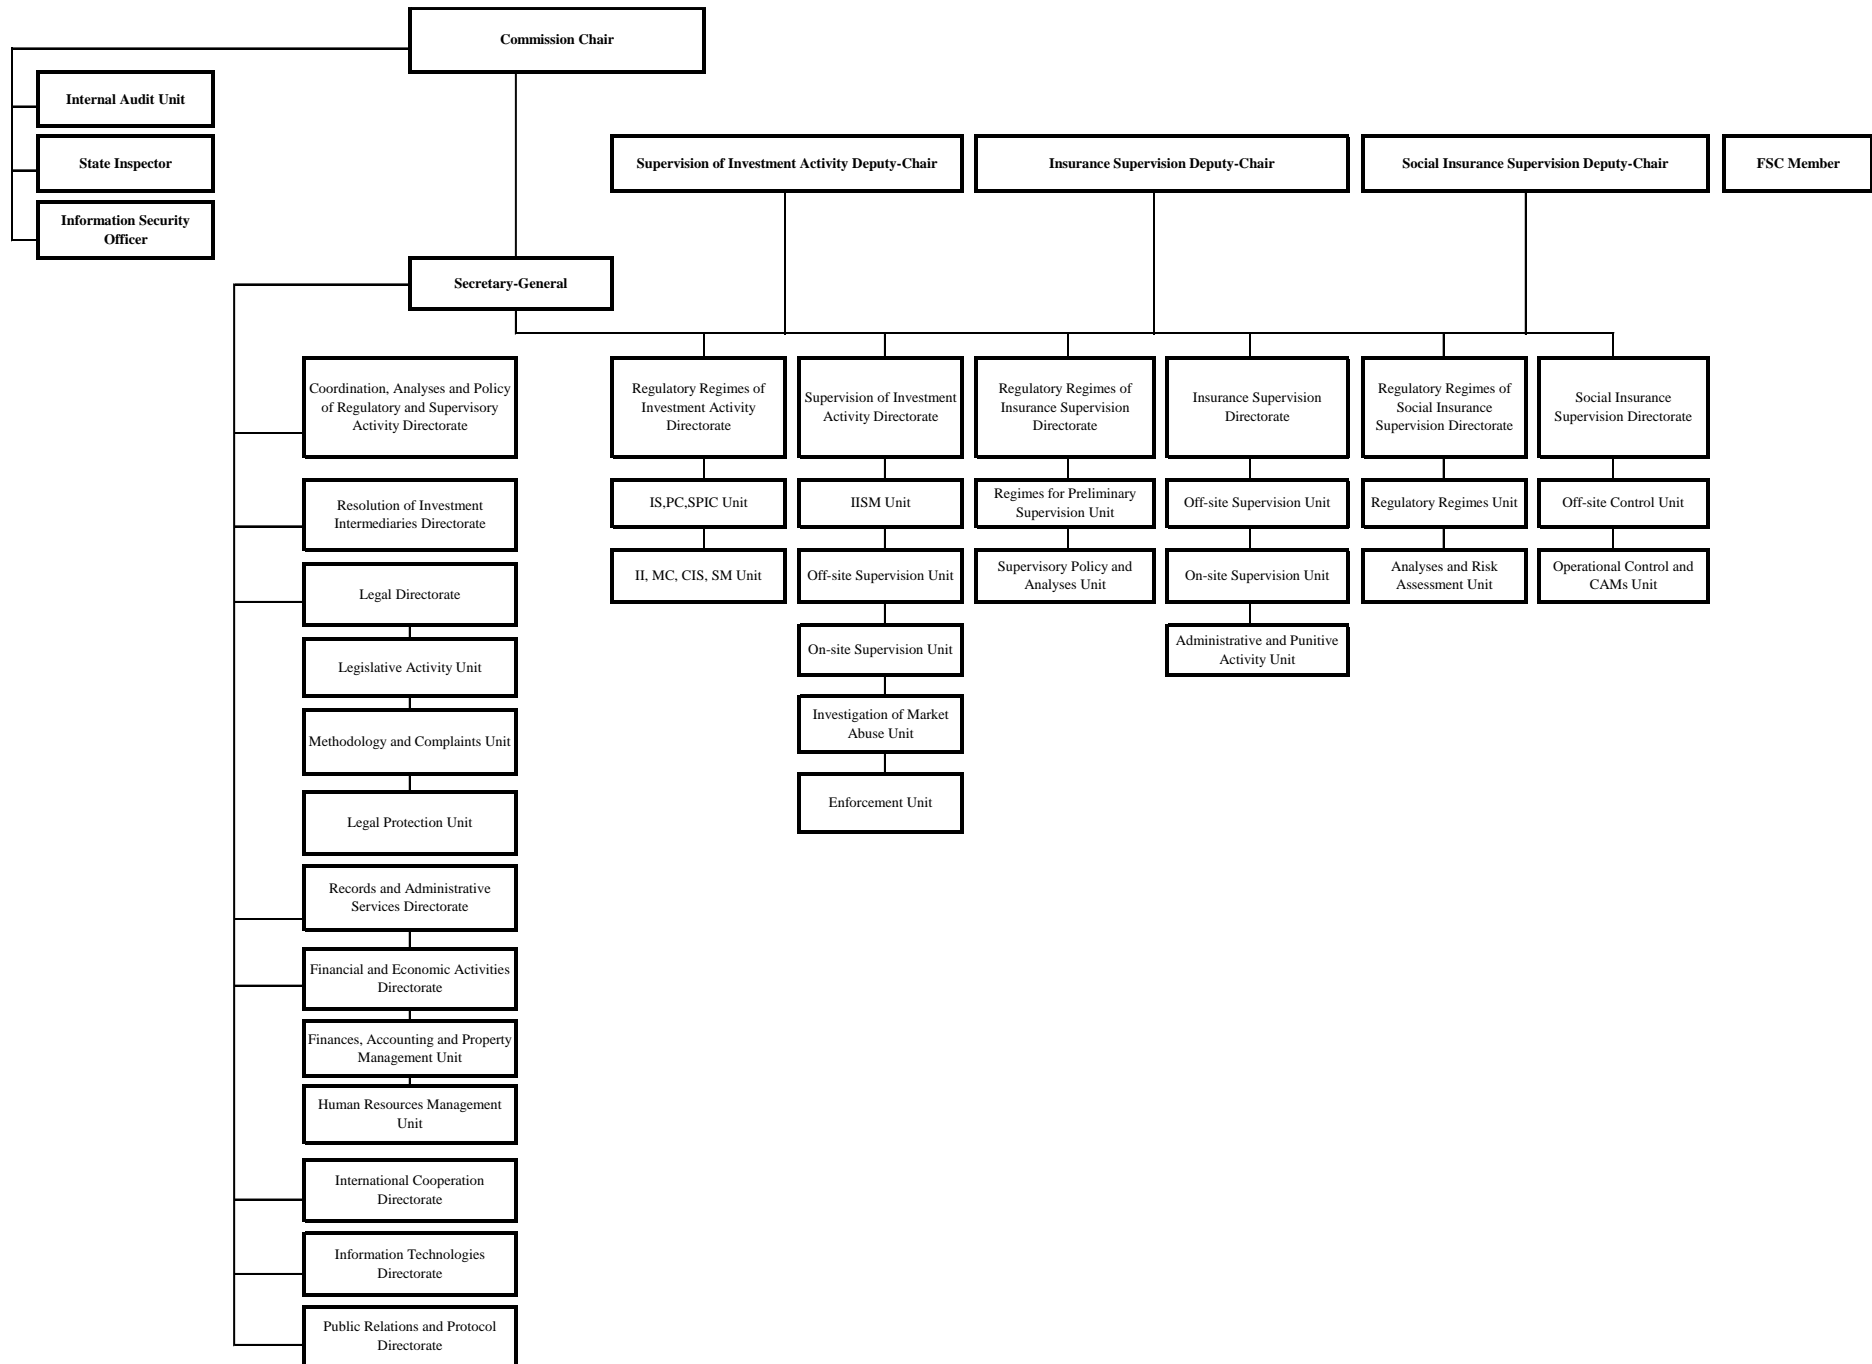 Commission Chair
Internal Audit Unit
State Inspector
Information Security
Officer
Supervision of Investment Activity Deputy-Chair
Insurance Supervision Deputy-Chair
Social Insurance Supervision Deputy-Chair
FSC Member
Secretary-General
Coordination, Analyses and Policy
of Regulatory and Supervisory
Activity Directorate
Regulatory Regimes of
Investment Activity
Directorate
Supervision of Investment
Activity Directorate
Regulatory Regimes of
Insurance Supervision
Directorate
Insurance Supervision
Directorate
Regulatory Regimes of
Social Insurance
Supervision Directorate
Social Insurance
Supervision Directorate
Resolution of Investment
Intermediaries Directorate
IS,PC,SPIC Unit
IISM Unit
Regimes for Preliminary
Supervision Unit
Off-site Supervision Unit
Regulatory Regimes Unit
Off-site Control Unit
Legal Directorate
II, MC, CIS, SM Unit
Off-site Supervision Unit
Supervisory Policy and
Analyses Unit
On-site Supervision Unit
Analyses and Risk
Assessment Unit
Operational Control and
CAMs Unit
Legislative Activity Unit
On-site Supervision Unit
Administrative and Punitive
Activity Unit
Methodology and Complaints Unit
Investigation of Market
Abuse Unit
Legal Protection Unit
Enforcement Unit
Records and Administrative
Services Directorate
Financial and Economic Activities
Directorate
Finances, Accounting and Property
Management Unit
Human Resources Management
Unit
International Cooperation
Directorate
Information Technologies
Directorate
Public Relations and Protocol
Directorate